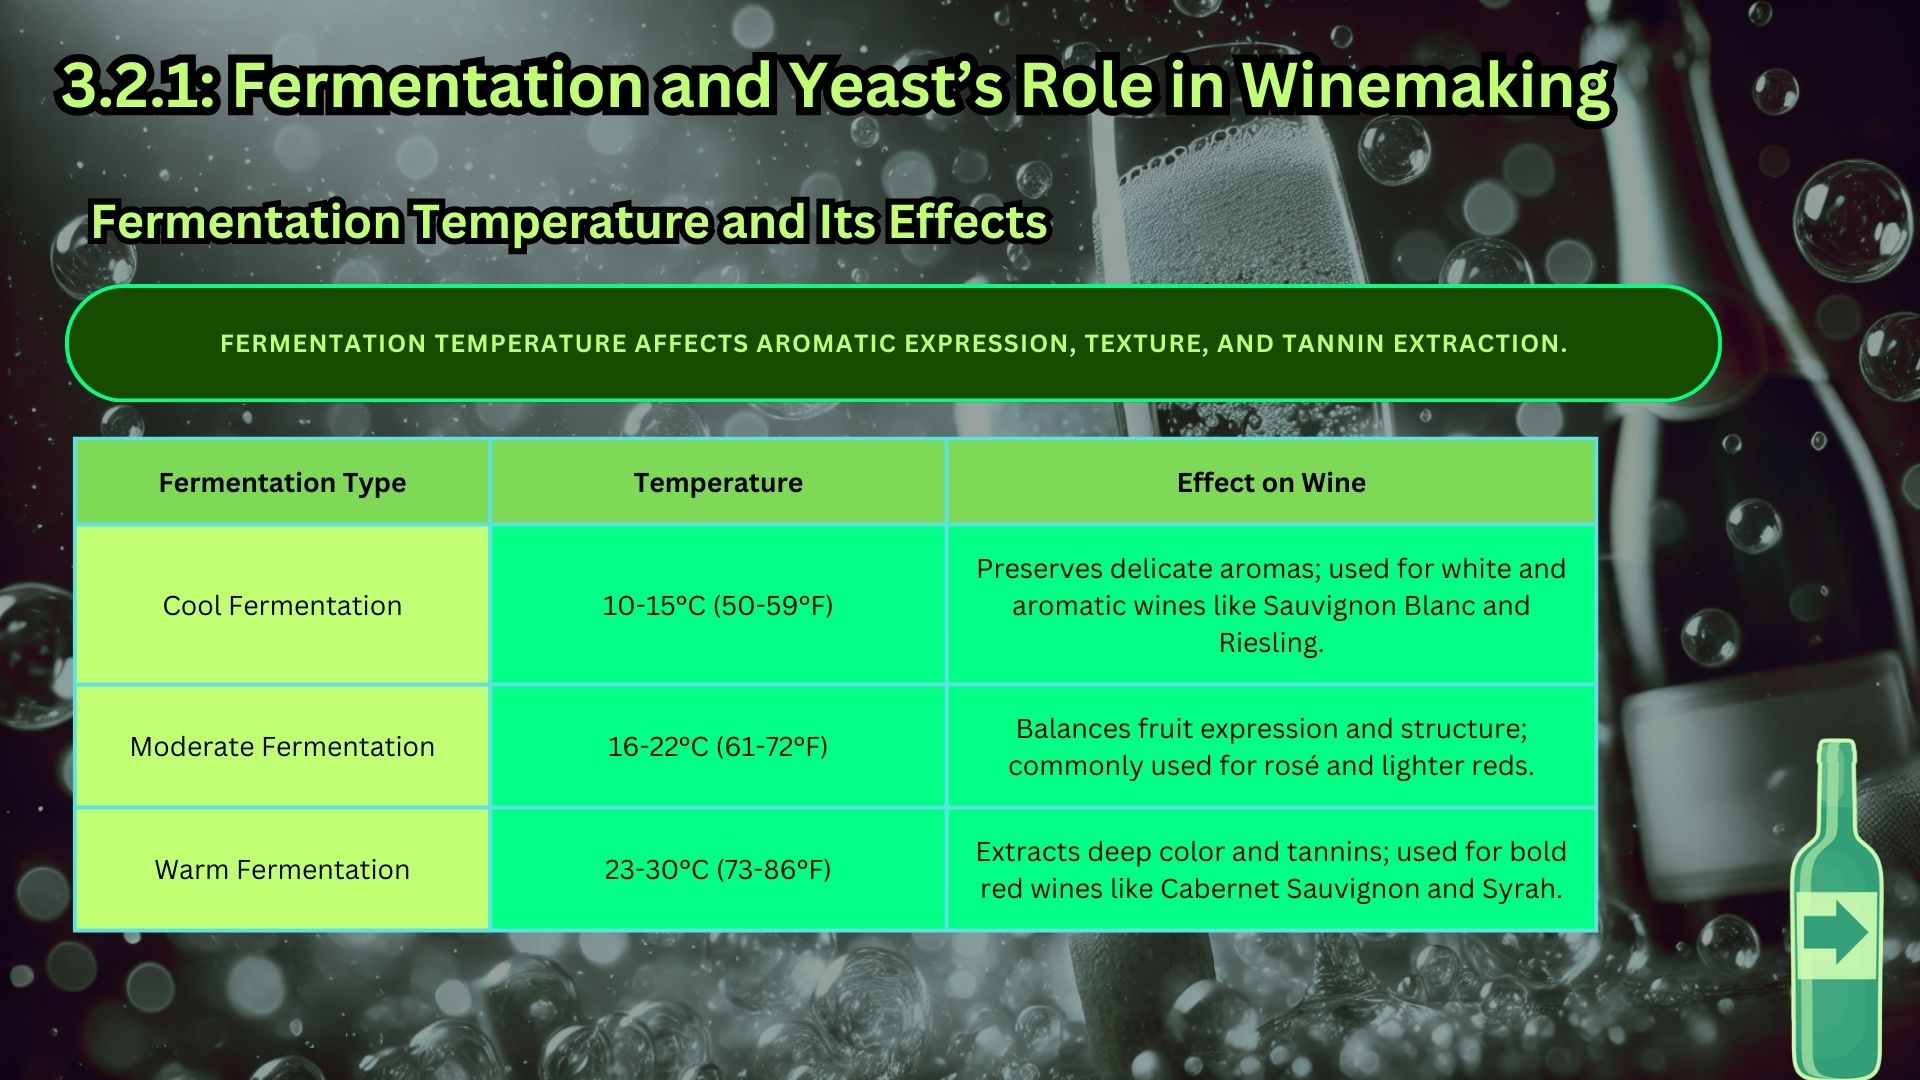 3.2.1: Fermentation and Yeast’s Role in Winemaking
Fermentation Temperature and Its Effects
FERMENTATION TEMPERATURE AFFECTS AROMATIC EXPRESSION, TEXTURE, AND TANNIN EXTRACTION.
Fermentation Type
Temperature
Effect on Wine
Cool Fermentation
10-15°C (50-59°F)
Preserves delicate aromas; used for white and
aromatic wines like Sauvignon Blanc and
Riesling.
Moderate Fermentation
16-22°C (61-72°F)
Balances fruit expression and structure;
commonly used for rosé and lighter reds.
Warm Fermentation
23-30°C (73-86°F)
Extracts deep color and tannins; used for bold
red wines like Cabernet Sauvignon and Syrah.